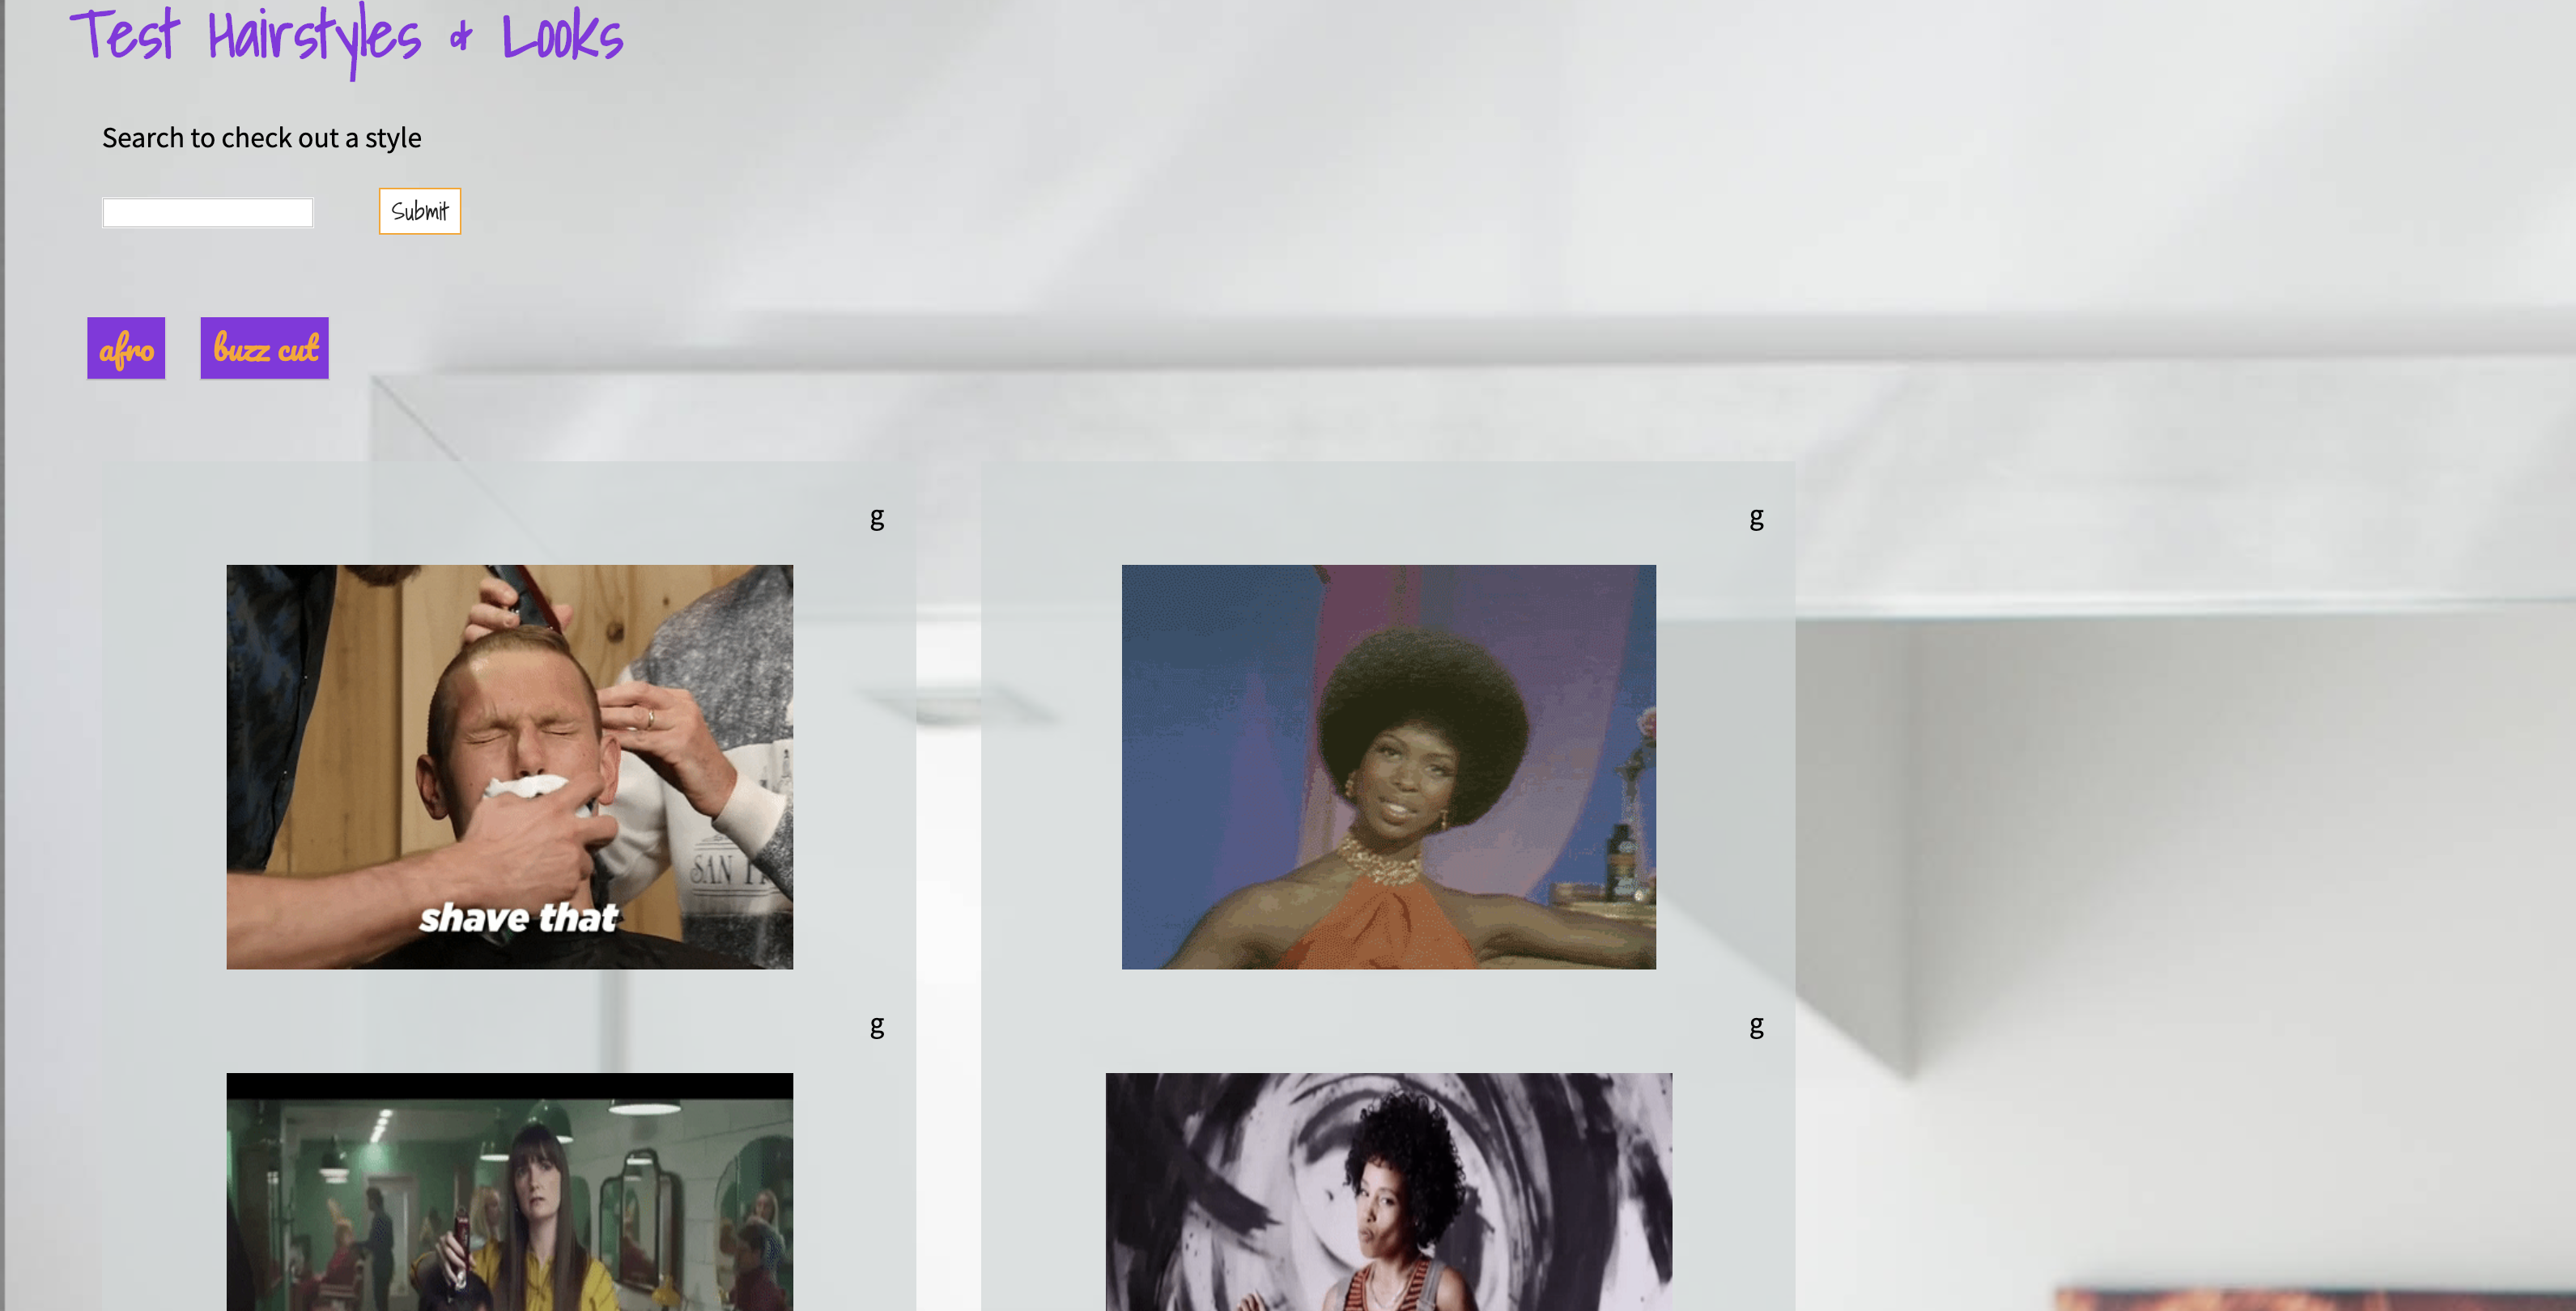 Test Hairstyles & Looks
Search to check out a style
Submit
afro
buzz cut
g
g
shave that
g
g